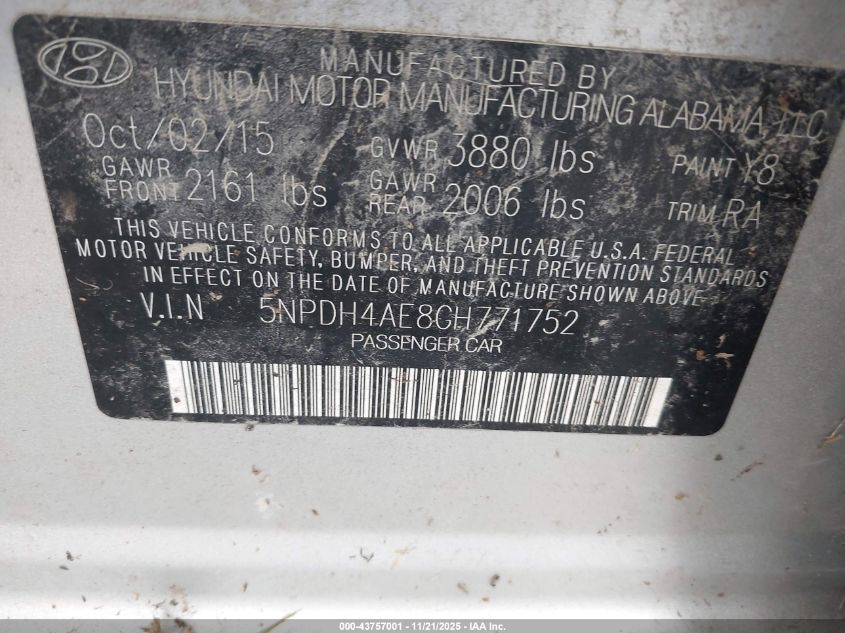 MANUFACTURED BY
HYUNDAI MOTOR MANUFACTURING ALABAMA, LLC
Oct/02/15 GVWR 3880 lbs PAINT Y8
GAWR FRONT 2161 lbs GAWR REAR 2006 lbs TRIM RA
THIS VEHICLE CONFORMS TO ALL APPLICABLE U.S.A. FEDERAL
MOTOR VEHICLE SAFETY, BUMPER, AND THEFT PREVENTION STANDARDS
IN EFFECT ON THE DATE OF MANUFACTURE SHOWN ABOVE.
V.I.N 5NPDH4AE8GH771752
PASSENGER CAR
000-43757001 - 11/21/2025 - IAA Inc.